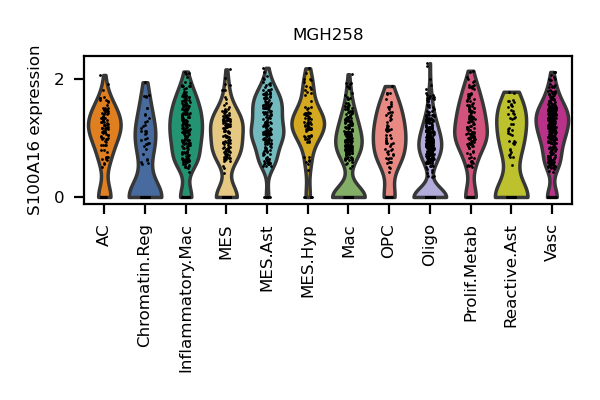 MGH258
S100A16 expression
2
0
AC
Chromatin.Reg
Inflammatory.Mac
MES
MES.Ast
MES.Hyp
Mac
OPC
Oligo
Prolif.Metab
Reactive.Ast
Vasc